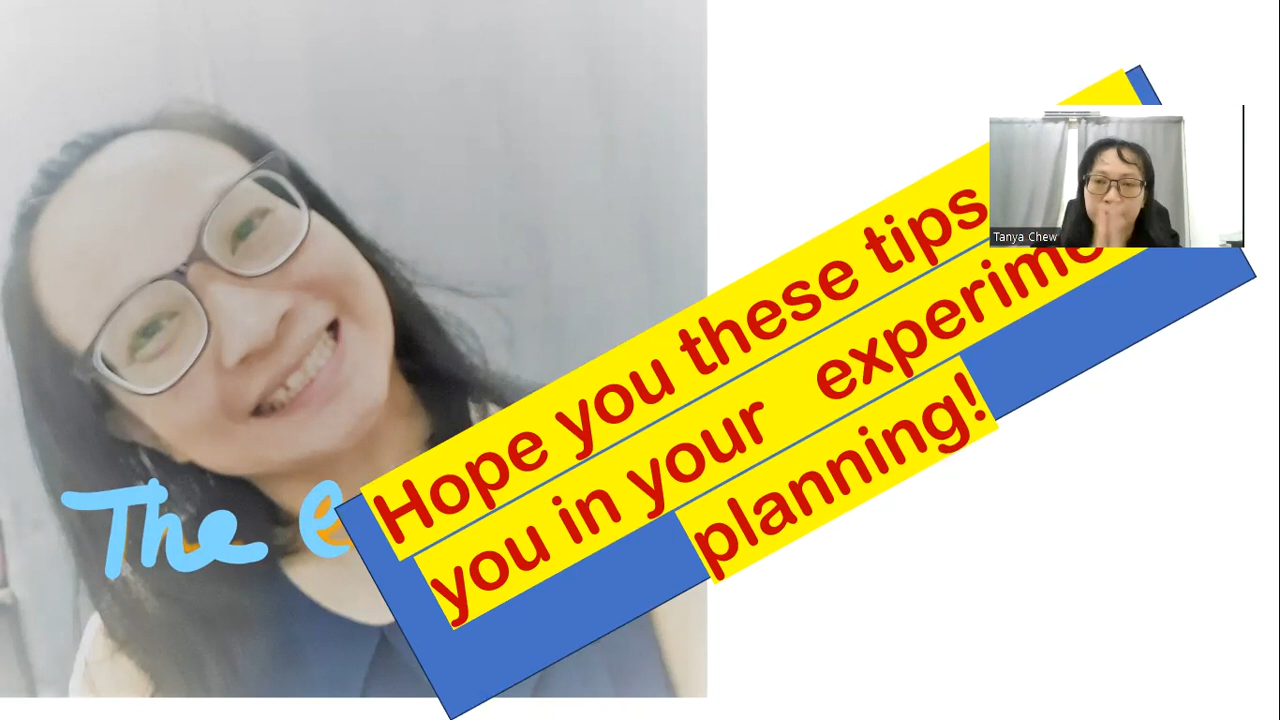 The e
Hope you these tips
you in your experime
planning!
Tanya Chew